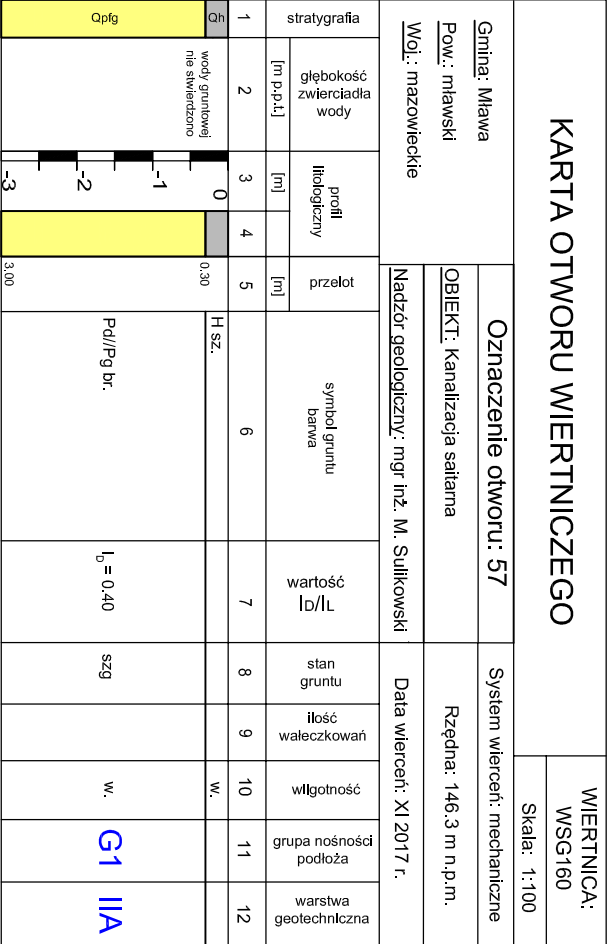 KARTA OTWORU WIERTNICZEGO
WIERTNICA:
WSG160
Skala: 1:100
Gmina: Mława
Pow.: mławski
Woj.: mazowieckie
Oznaczenie otworu: 57
System wierceń: mechaniczne
OBIEKT: Kanalizacja saitarna
Rzędna: 146.3 m n.p.m.
Nadzór geologiczny: mgr inż. M. Sulikowski
Data wierceń: XI 2017 r.
stratygrafia
głębokość
zwierciadła
wody
[m p.p.t.]
profil
litologiczny
[m]
przelot
[m]
symbol gruntu
barwa
wartość
ID/IL
stan
gruntu
ilość
wałeczkowań
wilgotność
grupa nośności
podłoża
warstwa
geotechniczna
1 2 3 4 5 6 7 8 9 10 11 12
Qh
wody gruntowej
nie stwierdzono
0
0.30
H sz.
w.
Qpfg
-1
-2
-3
3.00
Pd//Pg br.
ID = 0.40
szg
w.
G1
IIA